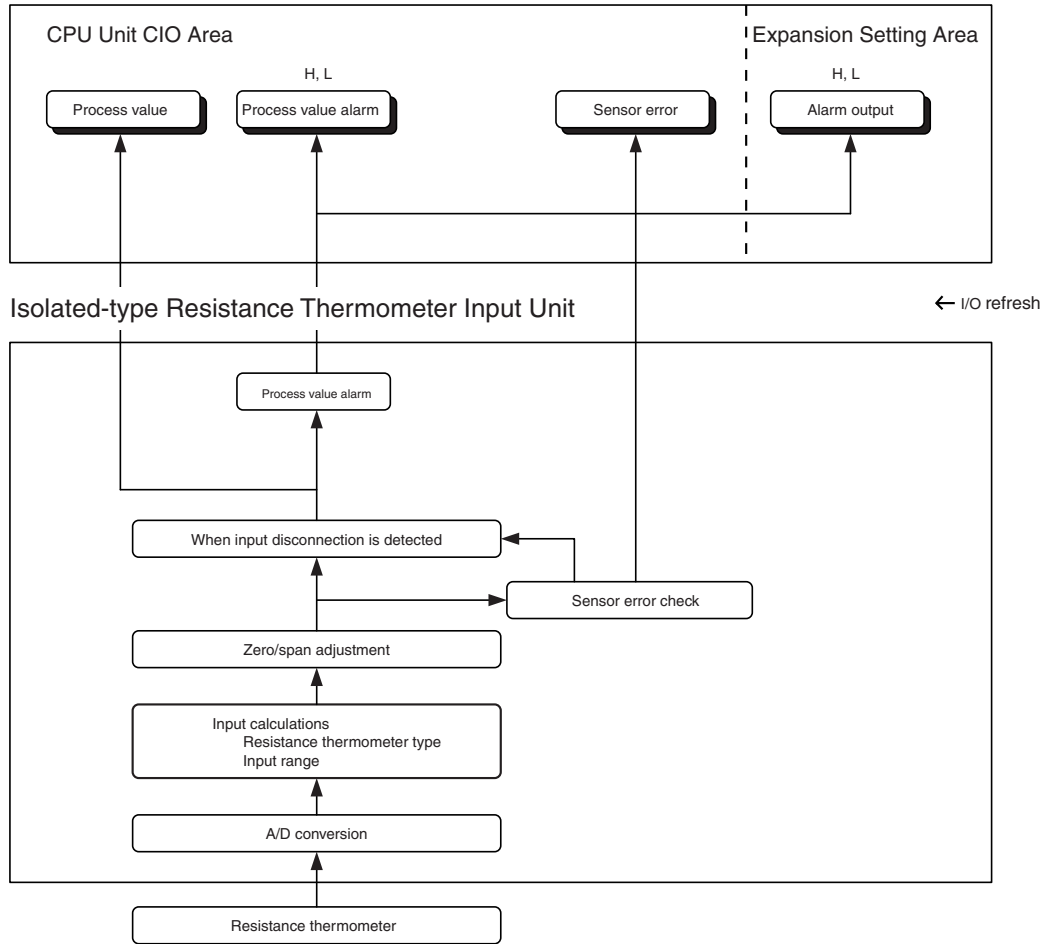 CPU Unit CIO Area
Expansion Setting Area
H, L
H, L
Process value
Process value alarm
Sensor error
Alarm output
Isolated-type Resistance Thermometer Input Unit
I/O refresh
Process value alarm
When input disconnection is detected
Sensor error check
Zero/span adjustment
Input calculations
Resistance thermometer type
Input range
A/D conversion
Resistance thermometer